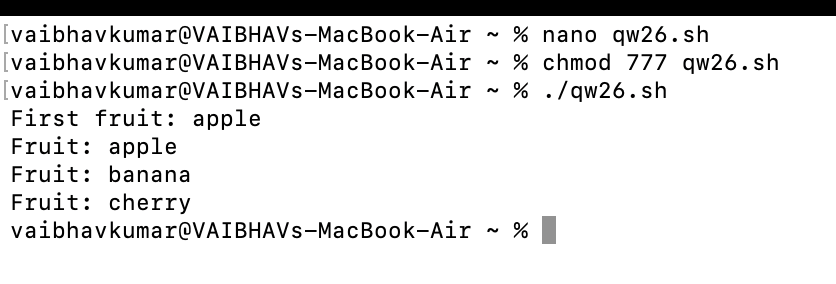 [vaibhavkumar@VAIBHAVs-MacBook-Air ~ % nano qw26.sh
[vaibhavkumar@VAIBHAVs-MacBook-Air ~ % chmod 777 qw26.sh
[vaibhavkumar@VAIBHAVs-MacBook-Air ~ % ./qw26.sh
First fruit: apple
Fruit: apple
Fruit: banana
Fruit: cherry
vaibhavkumar@VAIBHAVs-MacBook-Air ~ %